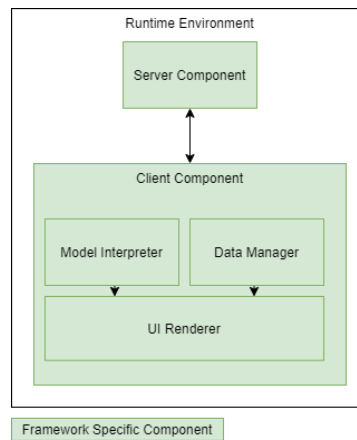 Runtime Environment
Server Component
Client Component
Model Interpreter
Data Manager
UI Renderer
Framework Specific Component